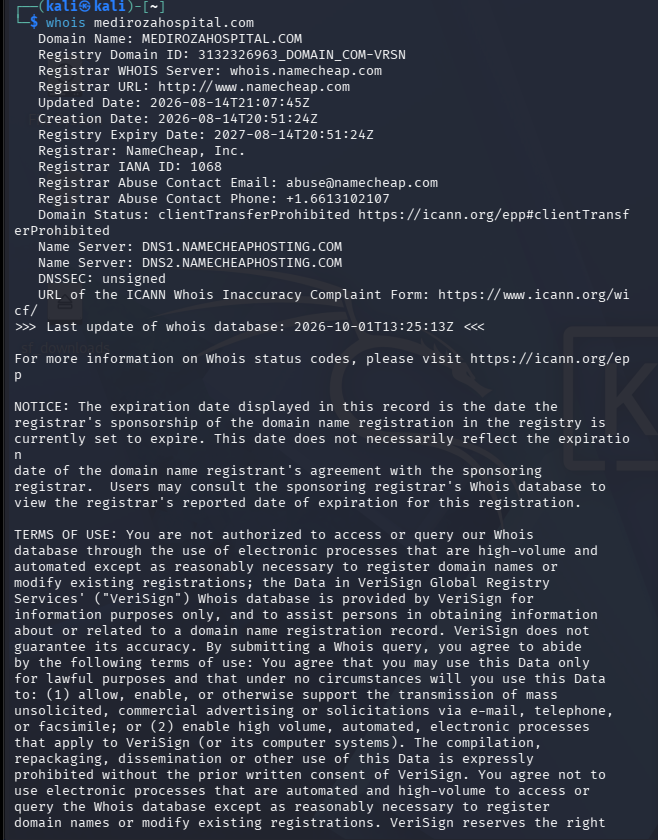 ┌──(kali㉿kali)-[~]
└─$ whois medirozahospital.com
Domain Name: MEDIROZAHOSPITAL.COM
Registry Domain ID: 3132326963_DOMAIN_COM-VRSN
Registrar WHOIS Server: whois.namecheap.com
Registrar URL: http://www.namecheap.com
Updated Date: 2026-08-14T21:07:45Z
Creation Date: 2026-08-14T20:51:24Z
Registry Expiry Date: 2027-08-14T20:51:24Z
Registrar: NameCheap, Inc.
Registrar IANA ID: 1068
Registrar Abuse Contact Email: abuse@namecheap.com
Registrar Abuse Contact Phone: +1.6613102107
Domain Status: clientTransferProhibited https://icann.org/epp#clientTransf
erProhibited
Name Server: DNS1.NAMECHEAPHOSTING.COM
Name Server: DNS2.NAMECHEAPHOSTING.COM
DNSSEC: unsigned
URL of the ICANN Whois Inaccuracy Complaint Form: https://www.icann.org/wi
cf/
>>> Last update of whois database: 2026-10-01T13:25:13Z <<<

For more information on Whois status codes, please visit https://icann.org/ep
p

NOTICE: The expiration date displayed in this record is the date the
registrar's sponsorship of the domain name registration in the registry is
currently set to expire. This date does not necessarily reflect the expiratio
n
date of the domain name registrant's agreement with the sponsoring
registrar.  Users may consult the sponsoring registrar's Whois database to
view the registrar's reported date of expiration for this registration.

TERMS OF USE: You are not authorized to access or query our Whois
database through the use of electronic processes that are high-volume and
automated except as reasonably necessary to register domain names or
modify existing registrations; the Data in VeriSign Global Registry
Services' ("VeriSign") Whois database is provided by VeriSign for
information purposes only, and to assist persons in obtaining information
about or related to a domain name registration record. VeriSign does not
guarantee its accuracy. By submitting a Whois query, you agree to abide
by the following terms of use: You agree that you may use this Data only
for lawful purposes and that under no circumstances will you use this Data
to: (1) allow, enable, or otherwise support the transmission of mass
unsolicited, commercial advertising or solicitations via e-mail, telephone,
or facsimile; or (2) enable high volume, automated, electronic processes
that apply to VeriSign (or its computer systems). The compilation,
repackaging, dissemination or other use of this Data is expressly
prohibited without the prior written consent of VeriSign. You agree not to
use electronic processes that are automated and high-volume to access or
query the Whois database except as reasonably necessary to register
domain names or modify existing registrations. VeriSign reserves the right